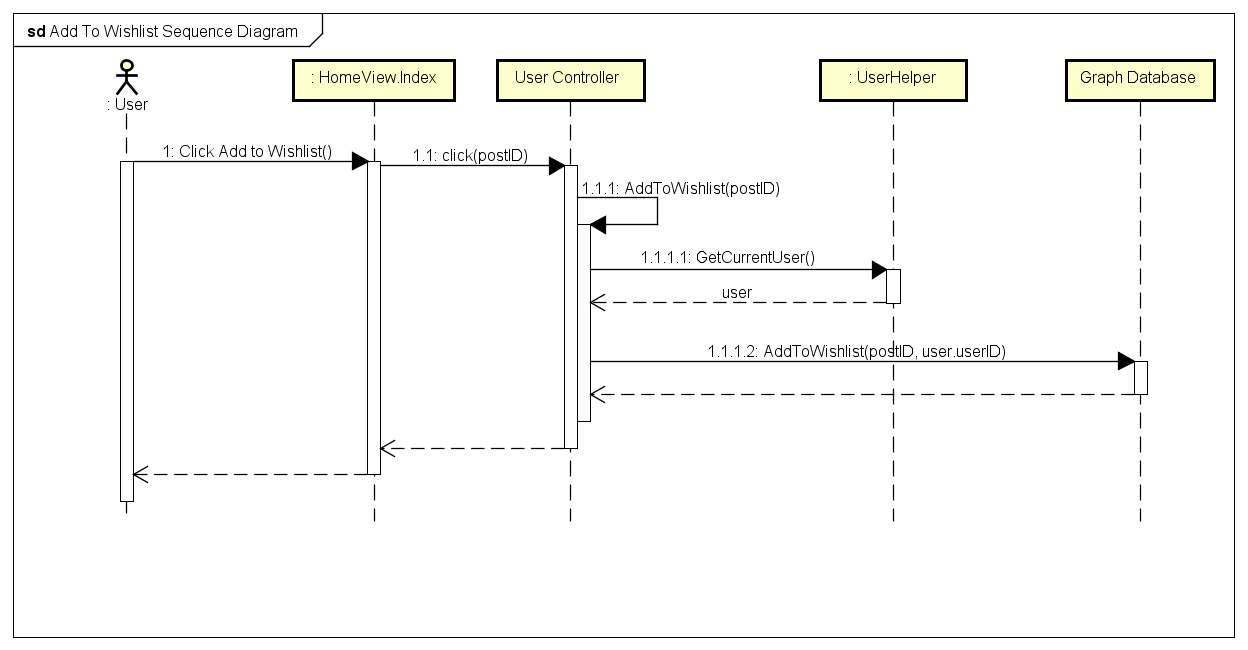 sd Add To Wishlist Sequence Diagram
: User
: HomeView.Index
User Controller
: UserHelper
Graph Database
1: Click Add to Wishlist()
1.1: click(postID)
1.1.1: AddToWishlist(postID)
1.1.1.1: GetCurrentUser()
user
1.1.1.2: AddToWishlist(postID, user.userID)